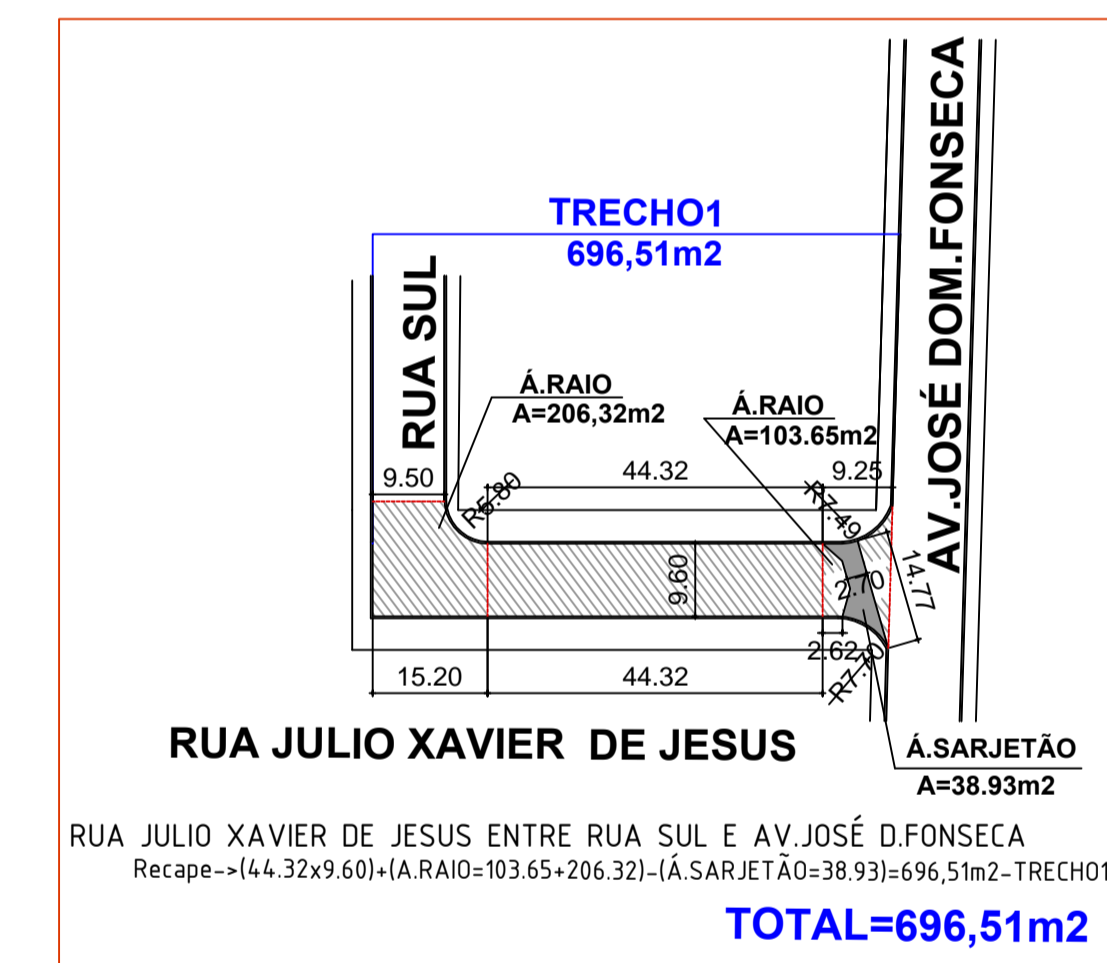 TRECHO1
696,51m2
RUA SUL
AV.JOSÉ DOM.FONSECA
Á.RAIO
A=206,32m2
Á.RAIO
A=103.65m2
9.50
44.32
9.25
R5.80
R7.49
9.60
2.70
14.77
2.62
R7.70
15.20
44.32
RUA JULIO XAVIER DE JESUS
Á.SARJETÃO
A=38.93m2
RUA JULIO XAVIER DE JESUS ENTRE RUA SUL E AV.JOSÉ D.FONSECA
Recape->(44.32x9.60)+(A.RAIO=103.65+206.32)-(Á.SARJETÃO=38.93)=696,51m2-TRECHO1
TOTAL=696,51m2